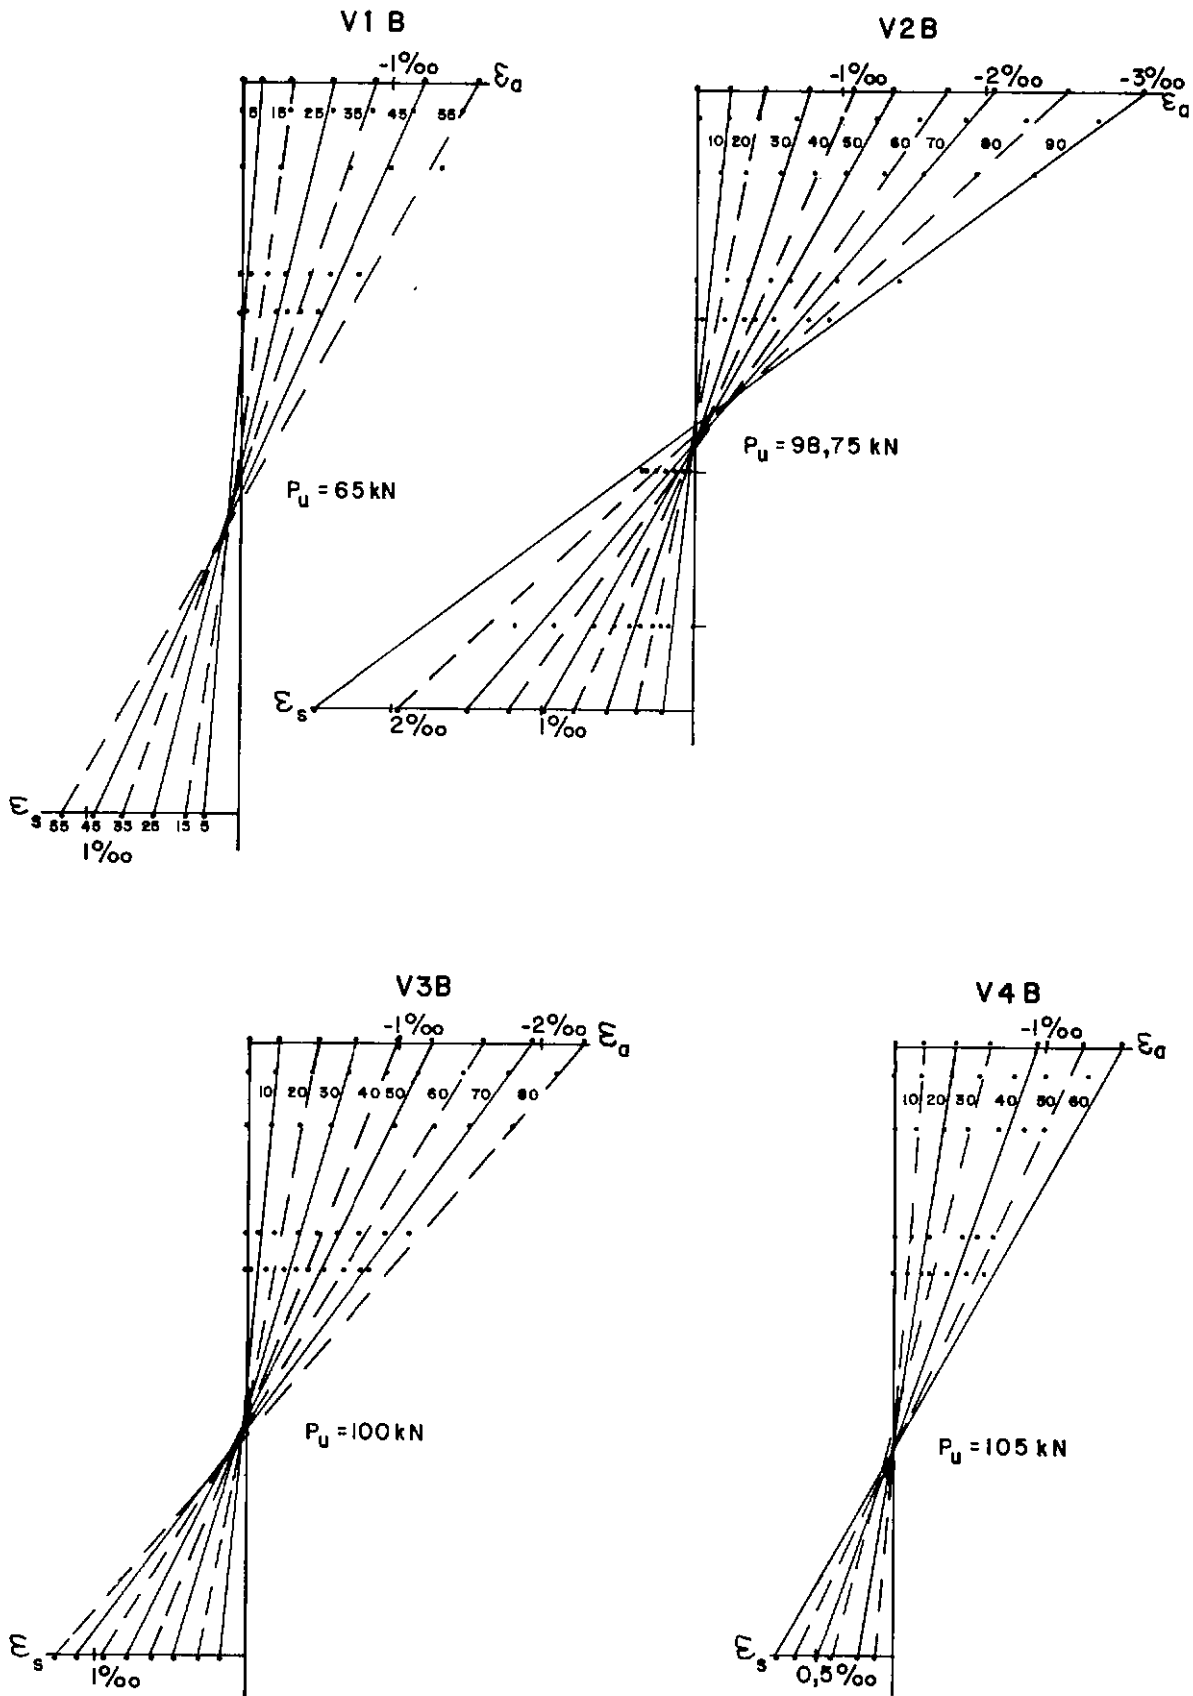 V1 B
-1‰ εa
5 15 25 35 45 55
Pu = 65 kN
εs 55 45 35 25 15 5
1‰
V2B
-1‰ -2‰ -3‰
εa
10 20 30 40 50 60 70 80 90
Pu = 98,75 kN
εs 2‰ 1‰
V3B
-1‰ -2‰ εa
10 20 30 40 50 60 70 80
Pu = 100 kN
εs 1‰
V4B
-1‰ εa
10 20 30 40 50 60
Pu = 105 kN
εs 0,5‰